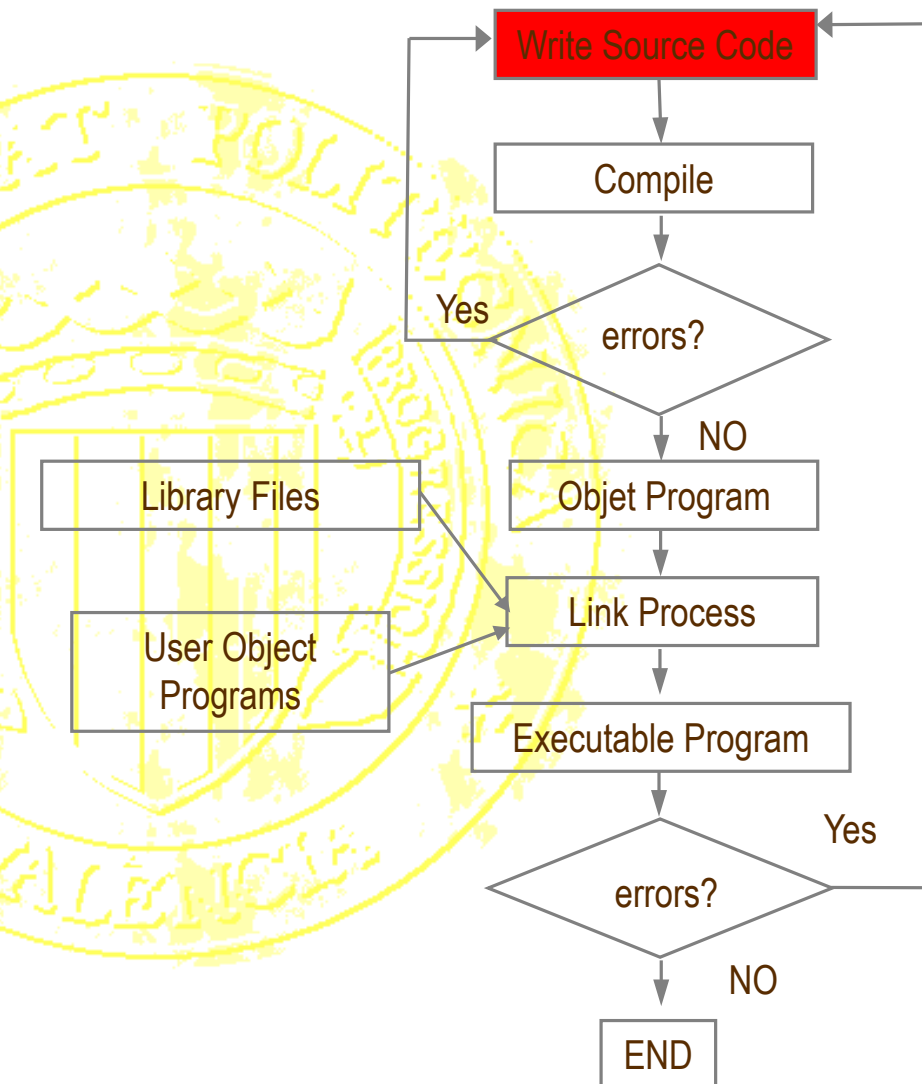 Write Source Code
Compile
Yes
errors?
NO
Library Files
Objet Program
Link Process
User Object
Programs
Executable Program
Yes
errors?
NO
END